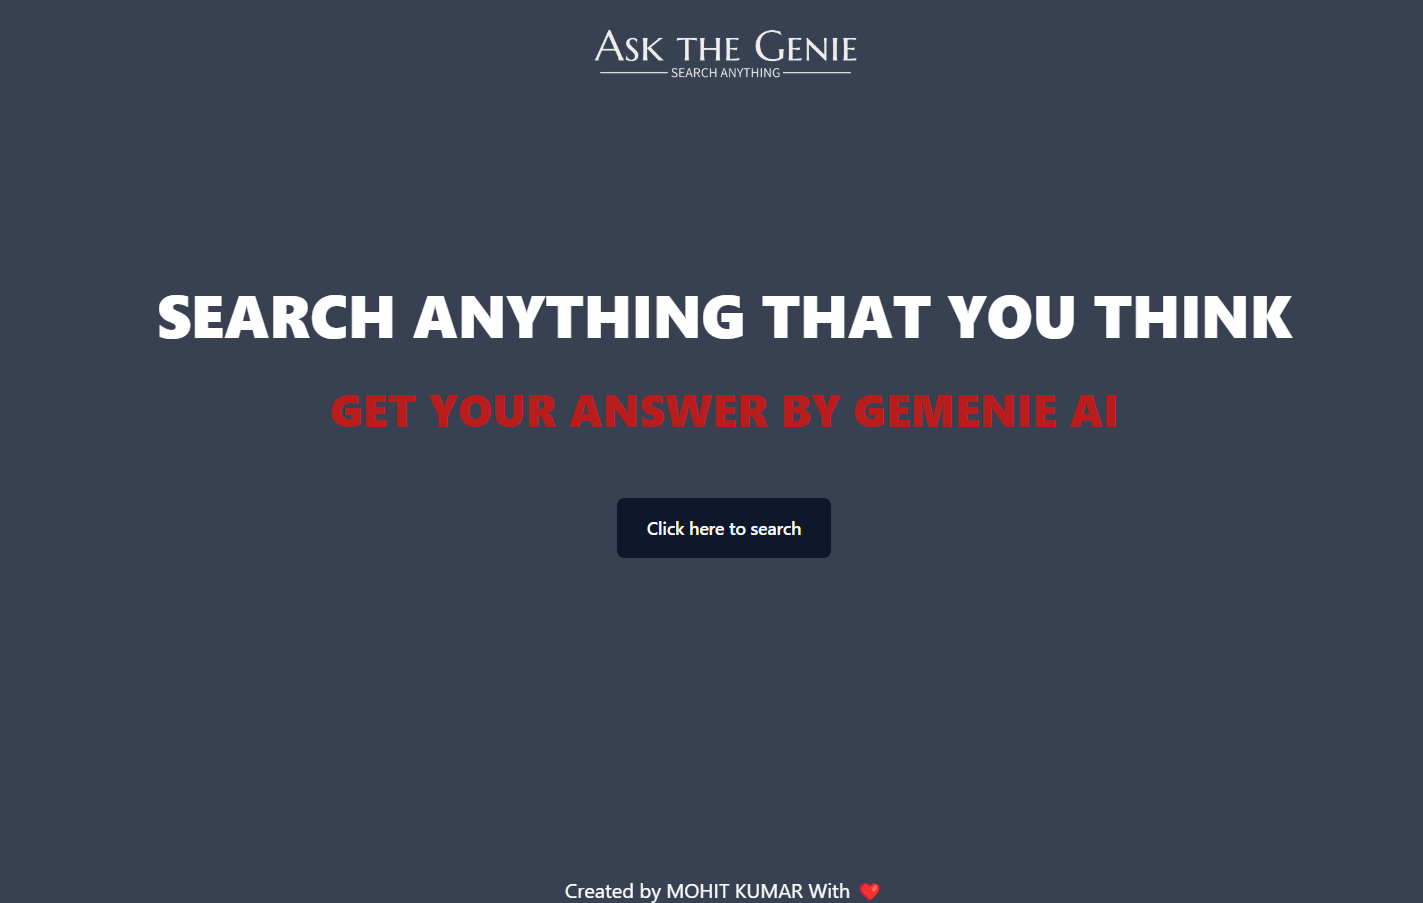 Ask the Genie
SEARCH ANYTHING
SEARCH ANYTHING THAT YOU THINK
GET YOUR ANSWER BY GEMENIE AI
Click here to search
Created by MOHIT KUMAR With ❤️